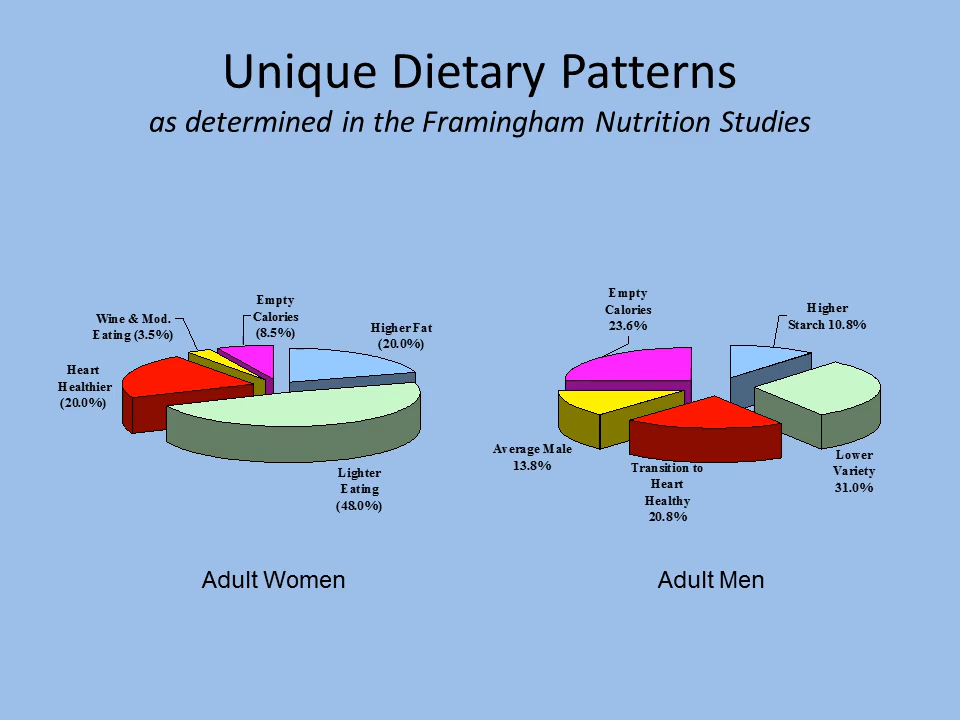 Unique Dietary Patterns
as determined in the Framingham Nutrition Studies
Empty
Calories
(8.5%)
Wine & Mod.
Eating (3.5%)
Higher Fat
(20.0%)
Heart
Healthier
(20.0%)
Lighter
Eating
(48.0%)
Adult Women
Empty
Calories
23.6%
Higher
Starch 10.8%
Average Male
13.8%
Transition to
Heart
Healthy
20.8%
Lower
Variety
31.0%
Adult Men